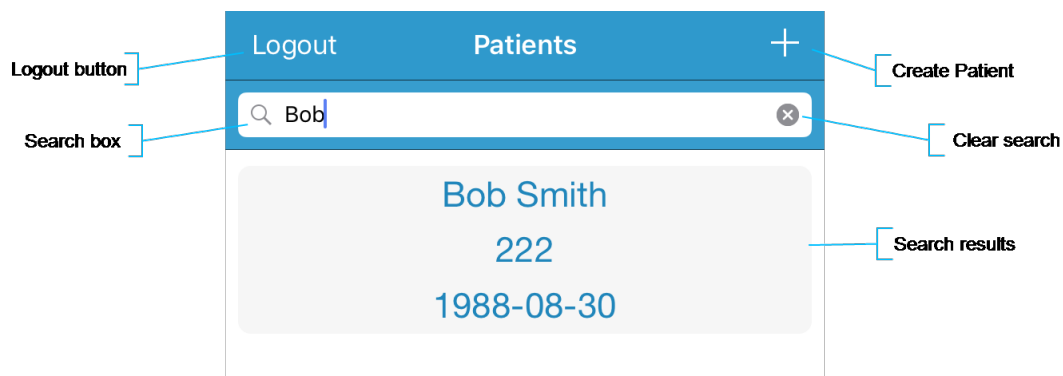 Logout Patients
Logout button
Create Patient
Bob
Search box
Clear search
Bob Smith
222
Search results
1988-08-30